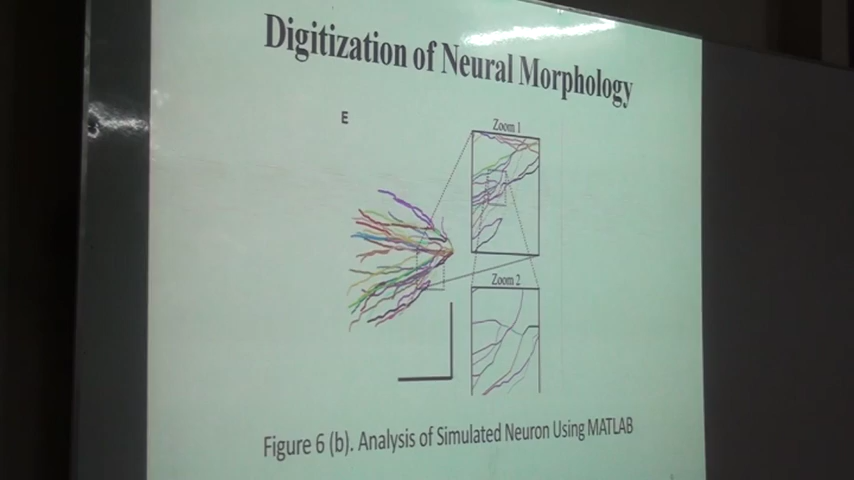 Digitization of Neural Morphology
E
Zoom 1
Zoom 2
Figure 6 (b). Analysis of Simulated Neuron Using MATLAB